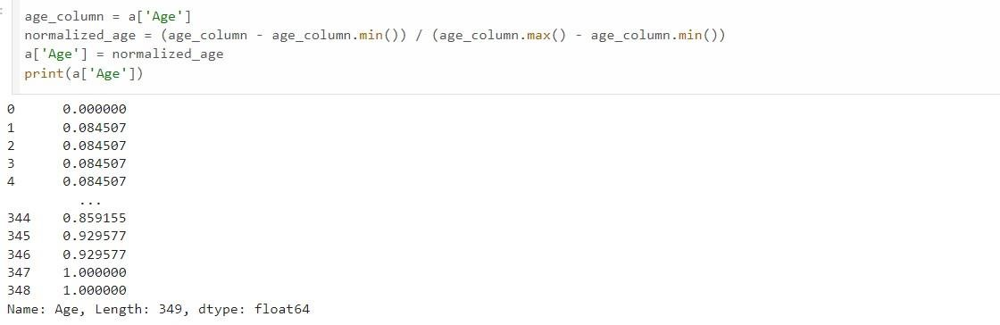 age_column = a['Age']
normalized_age = (age_column - age_column.min()) / (age_column.max() - age_column.min())
a['Age'] = normalized_age
print(a['Age'])
0      0.000000
1      0.084507
2      0.084507
3      0.084507
4      0.084507
         ...
344    0.859155
345    0.929577
346    0.929577
347    1.000000
348    1.000000
Name: Age, Length: 349, dtype: float64